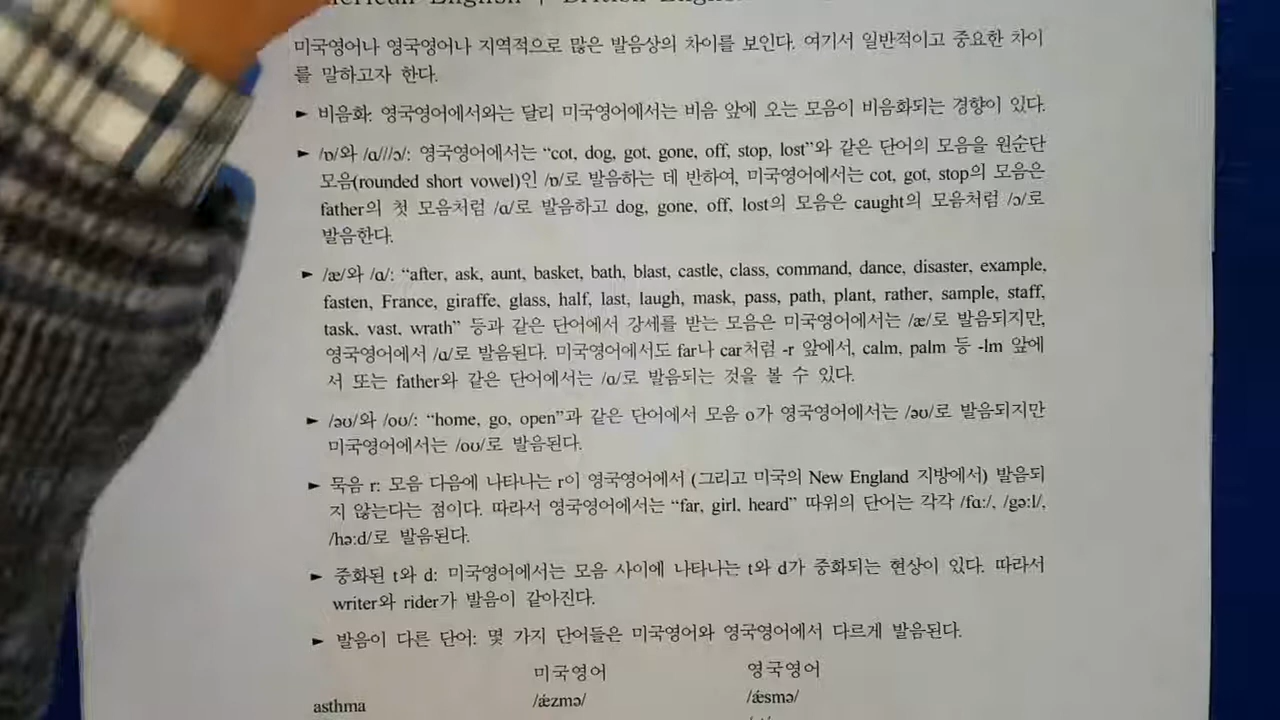 미국영어나 영국영어나 지역적으로 많은 발음상의 차이를 보인다. 여기서 일반적이고 중요한 차이
를 말하고자 한다.
► 비음화: 영국영어에서와는 달리 미국영어에서는 비음 앞에 오는 모음이 비음화되는 경향이 있다.
► /ɒ/와 /ɑ///ɔ/: 영국영어에서는 “cot, dog, got, gone, off, stop, lost”와 같은 단어의 모음을 원순단
모음(rounded short vowel)인 /ɒ/로 발음하는 데 반하여, 미국영어에서는 cot, got, stop의 모음은
father의 첫 모음처럼 /ɑ/로 발음하고 dog, gone, off, lost의 모음은 caught의 모음처럼 /ɔ/로
발음한다.
► /æ/와 /ɑ/: “after, ask, aunt, basket, bath, blast, castle, class, command, dance, disaster, example,
fasten, France, giraffe, glass, half, last, laugh, mask, pass, path, plant, rather, sample, staff,
task, vast, wrath” 등과 같은 단어에서 강세를 받는 모음은 미국영어에서는 /æ/로 발음되지만,
영국영어에서 /ɑ/로 발음된다. 미국영어에서도 far나 car처럼 -r 앞에서, calm, palm 등 -lm 앞에
서 또는 father와 같은 단어에서는 /ɑ/로 발음되는 것을 볼 수 있다.
► /əʊ/와 /oʊ/: “home, go, open”과 같은 단어에서 모음 o가 영국영어에서는 /əʊ/로 발음되지만
미국영어에서는 /oʊ/로 발음된다.
► 묵음 r: 모음 다음에 나타나는 r이 영국영어에서 (그리고 미국의 New England 지방에서) 발음되
지 않는다는 점이다. 따라서 영국영어에서는 “far, girl, heard” 따위의 단어는 각각 /fɑː/, /gəːl/,
/həːd/로 발음된다.
► 중화된 t와 d: 미국영어에서는 모음 사이에 나타나는 t와 d가 중화되는 현상이 있다. 따라서
writer와 rider가 발음이 같아진다.
► 발음이 다른 단어: 몇 가지 단어들은 미국영어와 영국영어에서 다르게 발음된다.
미국영어 영국영어
asthma /ǽzmə/ /ǽsmə/